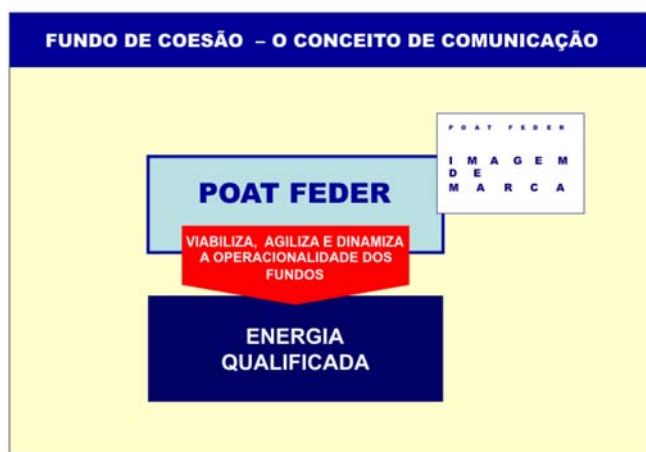 FUNDO DE COESÃO – O CONCEITO DE COMUNICAÇÃO
POAT FEDER
IMAGEM
DE
MARCA
POAT FEDER
VIABILIZA, AGILIZA E DINAMIZA
A OPERACIONALIDADE DOS
FUNDOS
ENERGIA
QUALIFICADA